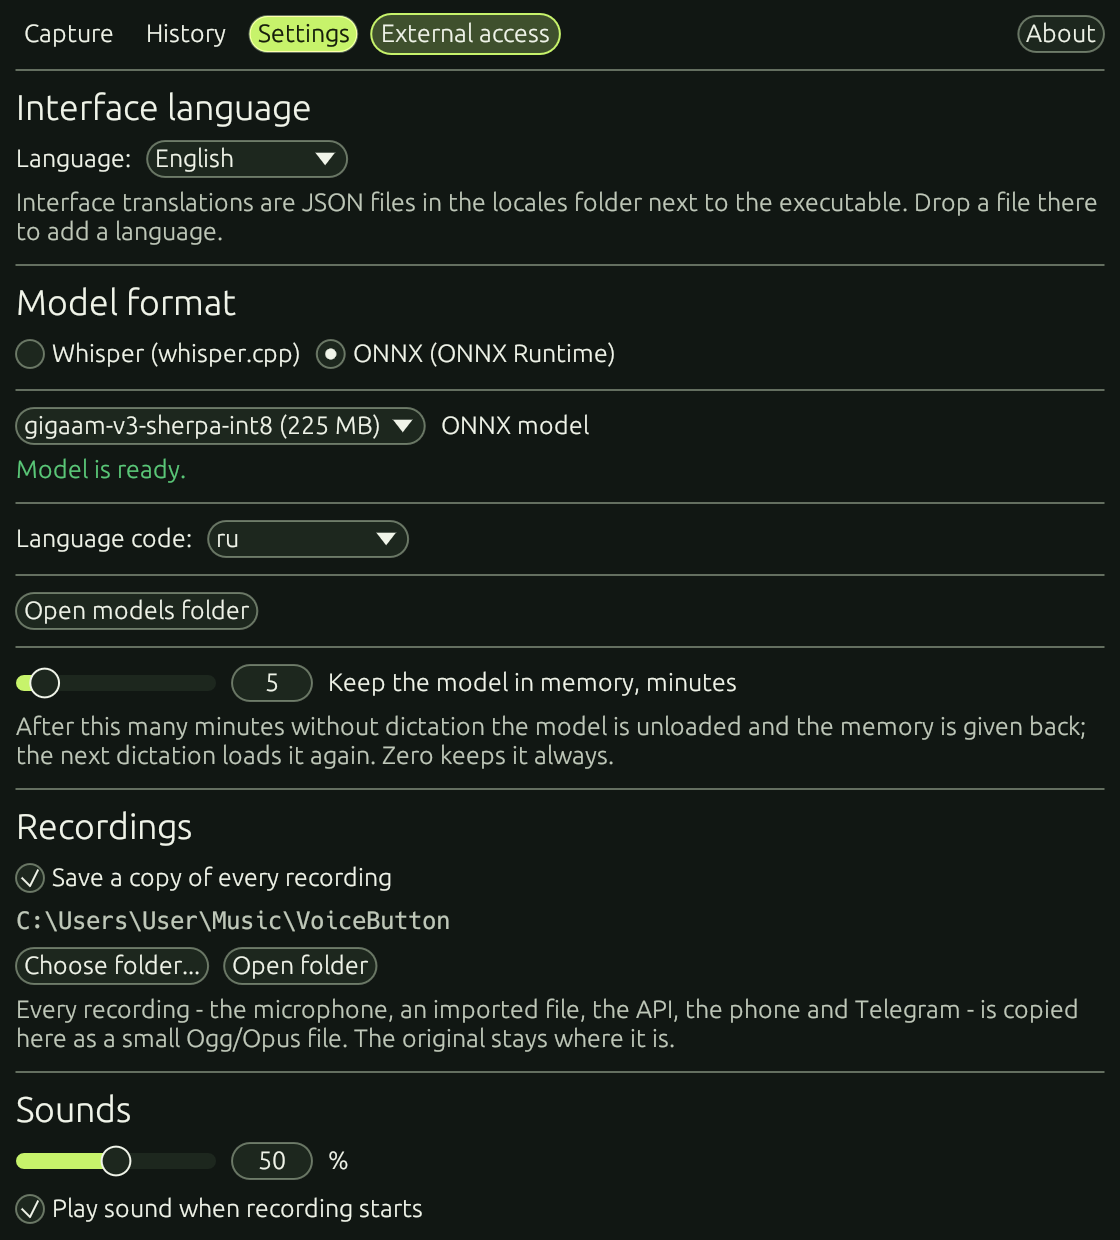 Capture History Settings External access About
Interface language
Language: English
Interface translations are JSON files in the locales folder next to the executable. Drop a file there
to add a language.
Model format
Whisper (whisper.cpp) ONNX (ONNX Runtime)
gigaam-v3-sherpa-int8 (225 MB) ONNX model
Model is ready.
Language code: ru
Open models folder
5 Keep the model in memory, minutes
After this many minutes without dictation the model is unloaded and the memory is given back;
the next dictation loads it again. Zero keeps it always.
Recordings
Save a copy of every recording
C:\Users\User\Music\VoiceButton
Choose folder... Open folder
Every recording - the microphone, an imported file, the API, the phone and Telegram - is copied
here as a small Ogg/Opus file. The original stays where it is.
Sounds
50 %
Play sound when recording starts